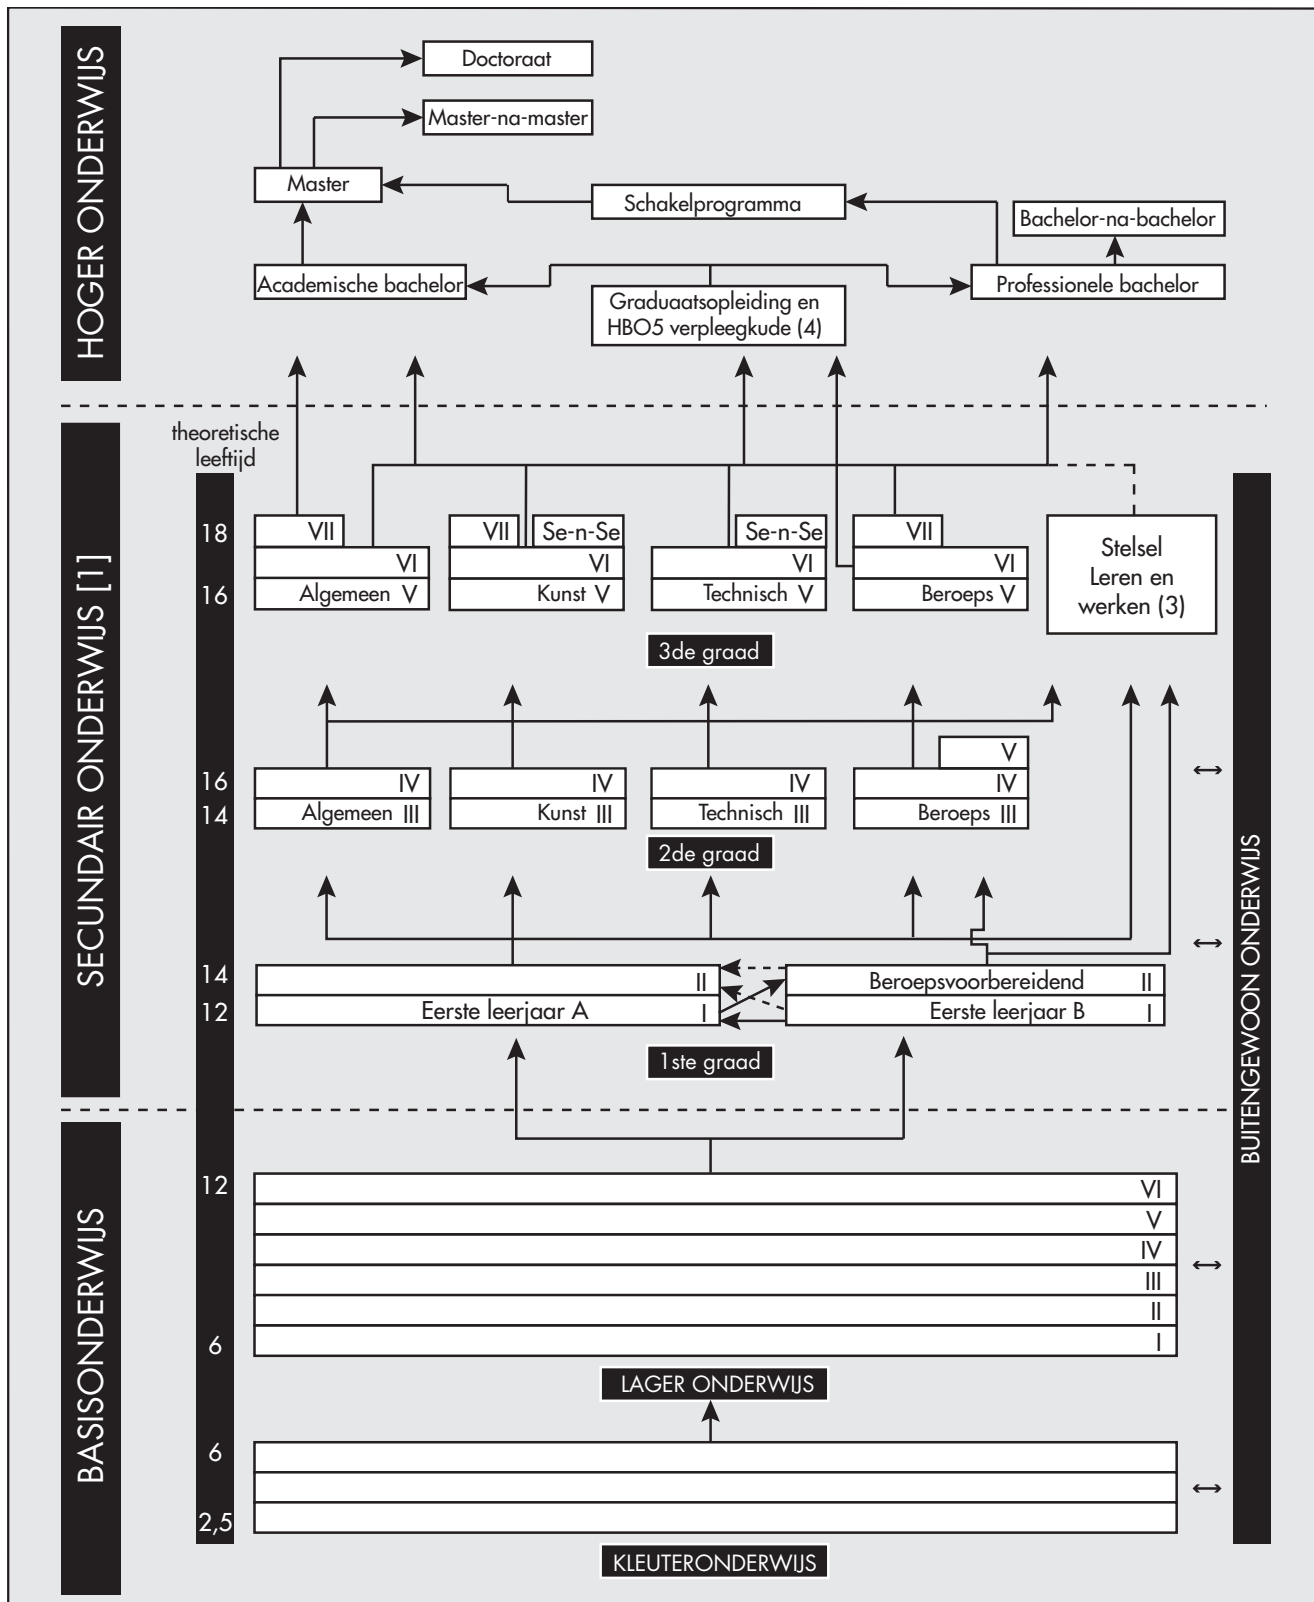 HOGER ONDERWIJS
Doctoraat
Master-na-master
Master
Schakelprogramma
Bachelor-na-bachelor
Academische bachelor
Graduaatsopleiding en
HBO5 verpleegkude (4)
Professionele bachelor
SECUNDAIR ONDERWIJS [1]
theoretische
leeftijd
18
VII
VII
Se-n-Se
Se-n-Se
VII
VI
VI
VI
VI
16
Algemeen V
Kunst V
Technisch V
Beroeps V
Stelsel
Leren en
werken (3)
3de graad
V
16
IV
IV
IV
IV
14
Algemeen III
Kunst III
Technisch III
Beroeps III
2de graad
14
II
Beroepsvoorbereidend II
12
Eerste leerjaar A I
Eerste leerjaar B I
1ste graad
BUITENGEWOON ONDERWIJS
BASISONDERWIJS
12
VI
V
IV
III
II
6
I
LAGER ONDERWIJS
6
2,5
KLEUTERONDERWIJS